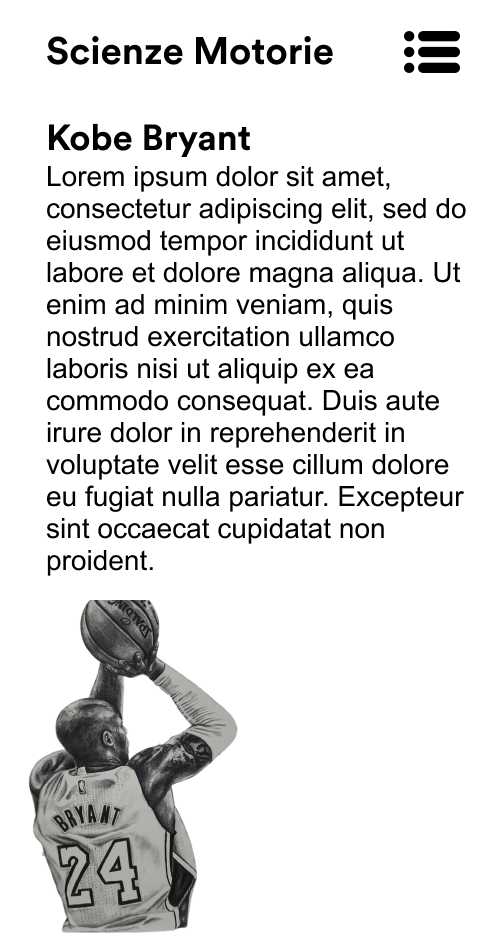 Scienze Motorie
Kobe Bryant
Lorem ipsum dolor sit amet,
consectetur adipiscing elit, sed do
eiusmod tempor incididunt ut
labore et dolore magna aliqua. Ut
enim ad minim veniam, quis
nostrud exercitation ullamco
laboris nisi ut aliquip ex ea
commodo consequat. Duis aute
irure dolor in reprehenderit in
voluptate velit esse cillum dolore
eu fugiat nulla pariatur. Excepteur
sint occaecat cupidatat non
proident.
SPALDING
BRYANT
24